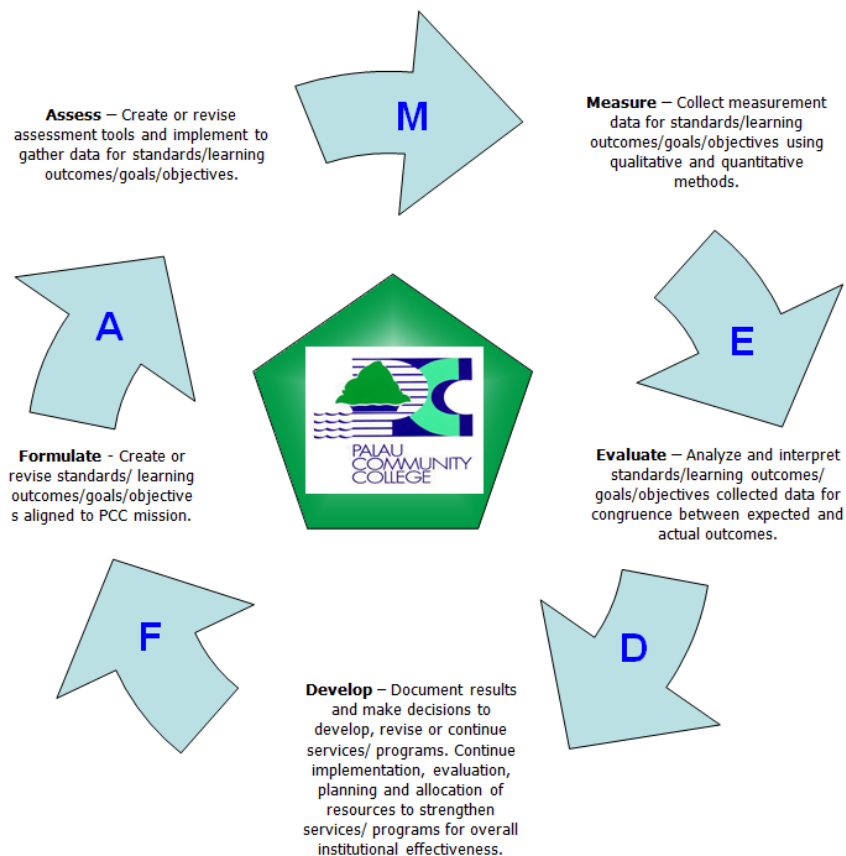 M
Assess – Create or revise
assessment tools and implement to
gather data for standards/learning
outcomes/goals/objectives.
Measure – Collect measurement
data for standards/learning
outcomes/goals/objectives using
qualitative and quantitative
methods.
A
E
PALAU
COMMUNITY
COLLEGE
Formulate - Create or
revise standards/ learning
outcomes/goals/objective
s aligned to PCC mission.
Evaluate – Analyze and interpret
standards/learning outcomes/
goals/objectives collected data for
congruence between expected and
actual outcomes.
F
D
Develop – Document results
and make decisions to
develop, revise or continue
services/ programs. Continue
implementation, evaluation,
planning and allocation of
resources to strengthen
services/ programs for overall
institutional effectiveness.